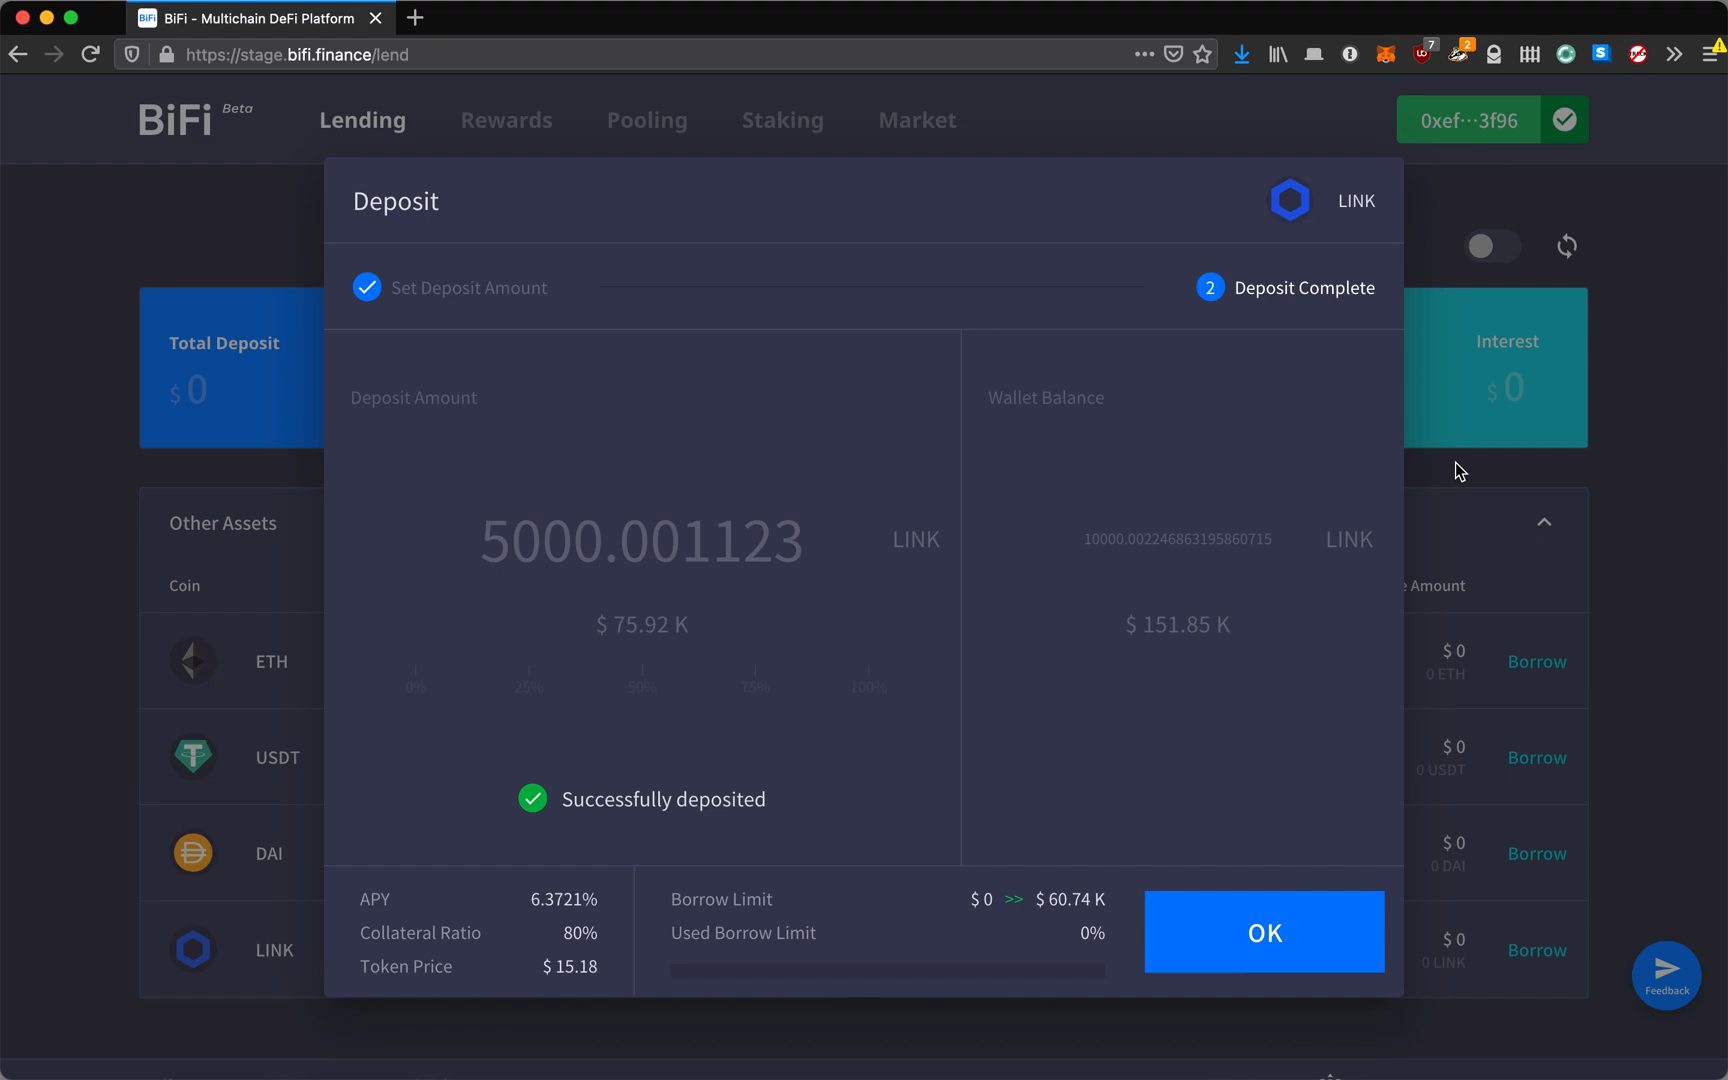 BiFi
BiFi - Multichain DeFi Platform
https://stage.bifi.finance/lend
7
2
S
BiFi Beta
Lending
Rewards
Pooling
Staking
Market
0xef···3f96
Deposit
LINK
Set Deposit Amount
2 Deposit Complete
Total Deposit
$ 0
Interest
$ 0
Deposit Amount
5000.001123 LINK
$ 75.92 K
0% 25% 50% 75% 100%
Successfully deposited
Wallet Balance
10000.002246863195860715 LINK
$ 151.85 K
Other Assets
Coin
e Amount
ETH
$ 0
0 ETH
Borrow
USDT
$ 0
0 USDT
Borrow
DAI
$ 0
0 DAI
Borrow
LINK
$ 0
0 LINK
Borrow
APY 6.3721%
Collateral Ratio 80%
Token Price $ 15.18
Borrow Limit $ 0 >> $ 60.74 K
Used Borrow Limit 0%
OK
Feedback